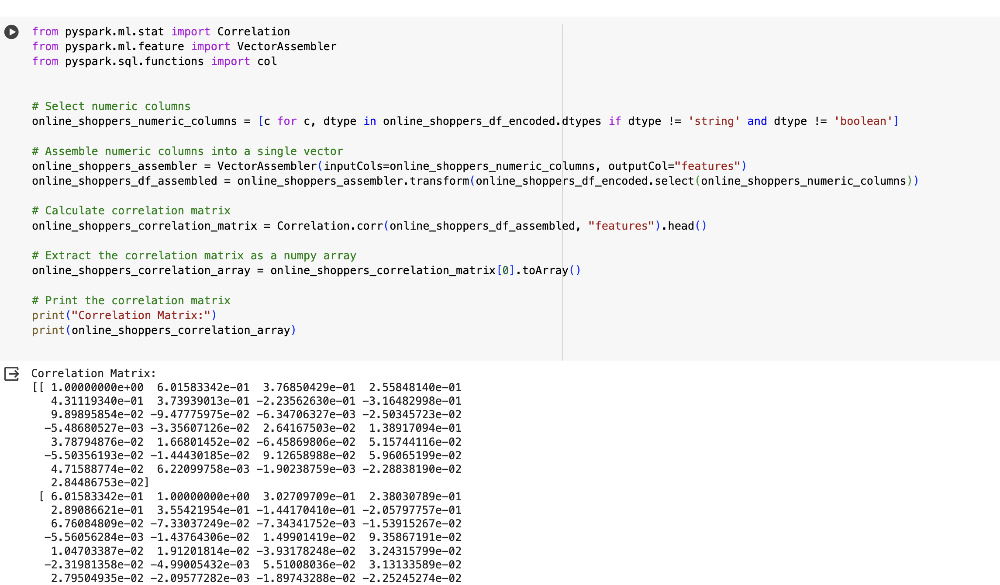 from pyspark.ml.stat import Correlation
from pyspark.ml.feature import VectorAssembler
from pyspark.sql.functions import col
# Select numeric columns
online_shoppers_numeric_columns = [c for c, dtype in online_shoppers_df_encoded.dtypes if dtype != 'string' and dtype != 'boolean']
# Assemble numeric columns into a single vector
online_shoppers_assembler = VectorAssembler(inputCols=online_shoppers_numeric_columns, outputCol="features")
online_shoppers_df_assembled = online_shoppers_assembler.transform(online_shoppers_df_encoded.select(online_shoppers_numeric_columns))
# Calculate correlation matrix
online_shoppers_correlation_matrix = Correlation.corr(online_shoppers_df_assembled, "features").head()
# Extract the correlation matrix as a numpy array
online_shoppers_correlation_array = online_shoppers_correlation_matrix[0].toArray()
# Print the correlation matrix
print("Correlation Matrix:")
print(online_shoppers_correlation_array)
Correlation Matrix:
[[ 1.00000000e+00  6.01583342e-01  3.76850429e-01  2.55848140e-01
   4.31119340e-01  3.73939013e-01 -2.23562630e-01 -3.16482998e-01
   9.89895854e-02 -9.47775975e-02 -6.34706327e-03 -2.50345723e-02
  -5.48680527e-03 -3.35607126e-02  2.64167503e-02  1.38917094e-01
   3.78794876e-02  1.66801452e-02 -6.45869806e-02  5.15744116e-02
  -5.50356193e-02 -1.44430185e-02  9.12658988e-02  5.96065199e-02
   4.71588774e-02  6.22099758e-03 -1.90238759e-03 -2.28838190e-02
   2.84486753e-02]
 [ 6.01583342e-01  1.00000000e+00  3.02709709e-01  2.38030789e-01
   2.89086621e-01  3.55421954e-01 -1.44170410e-01 -2.05797757e-01
   6.76084809e-02 -7.33037249e-02 -7.34341752e-03 -1.53915267e-02
  -5.56056284e-03 -1.43764306e-02  1.49901419e-02  9.35867191e-02
   1.04703387e-02  1.91201814e-02 -3.93178248e-02  3.24315799e-02
  -2.31981358e-02 -4.99005432e-03  5.51008036e-02  3.13133589e-02
   2.79504935e-02 -2.09577282e-03 -1.89743288e-02 -2.25245274e-02